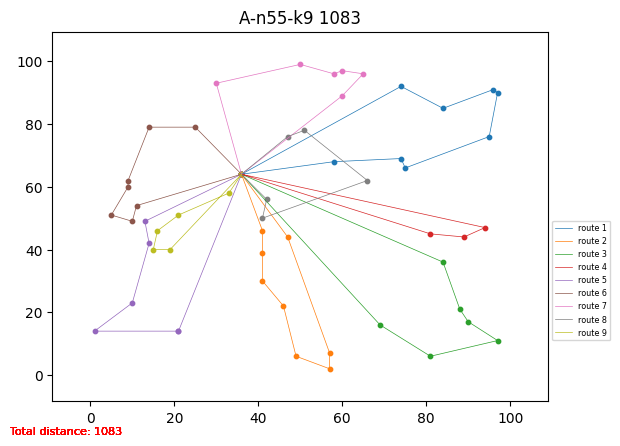 A-n55-k9 1083
100
80
60
40
20
0
0 20 40 60 80 100
route 1
route 2
route 3
route 4
route 5
route 6
route 7
route 8
route 9
Total distance: 1083